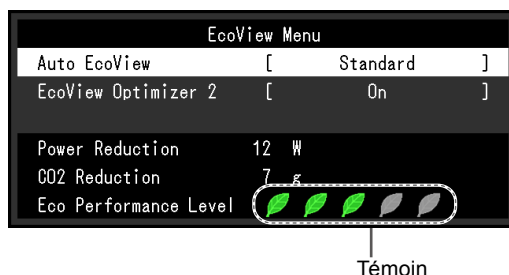 EcoView Menu
Auto EcoView [ Standard ]
EcoView Optimizer 2 [ On ]
Power Reduction 12 W
CO2 Reduction 7 g
Eco Performance Level
Témoin